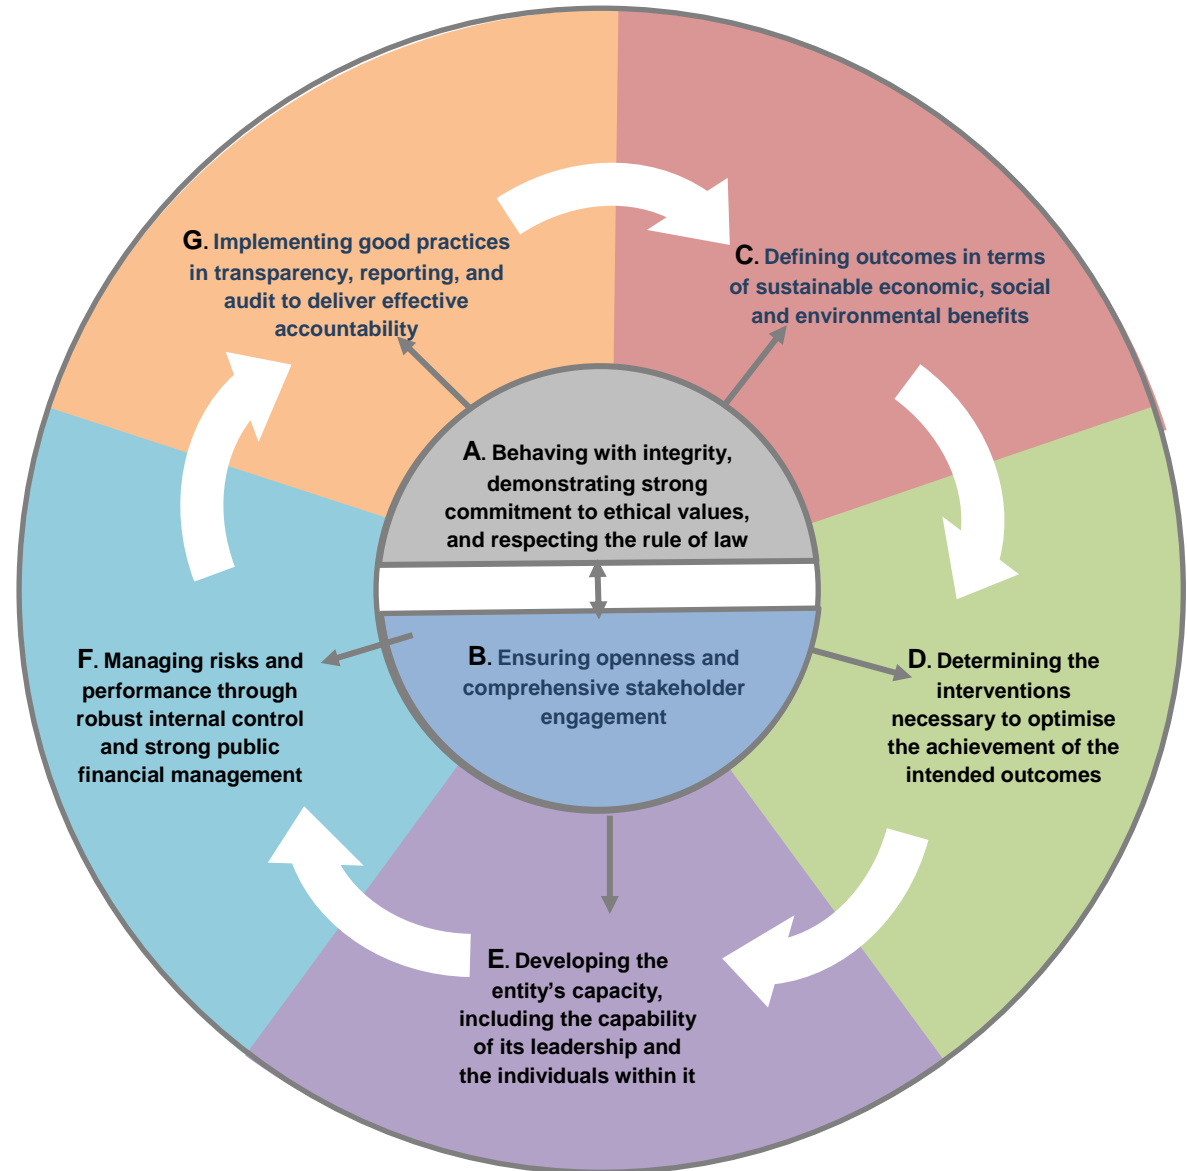 G. Implementing good practices
in transparency, reporting, and
audit to deliver effective
accountability
C. Defining outcomes in terms
of sustainable economic, social
and environmental benefits
A. Behaving with integrity,
demonstrating strong
commitment to ethical values,
and respecting the rule of law
B. Ensuring openness and
comprehensive stakeholder
engagement
F. Managing risks and
performance through
robust internal control
and strong public
financial management
D. Determining the
interventions
necessary to optimise
the achievement of the
intended outcomes
E. Developing the
entity’s capacity,
including the capability
of its leadership and
the individuals within it